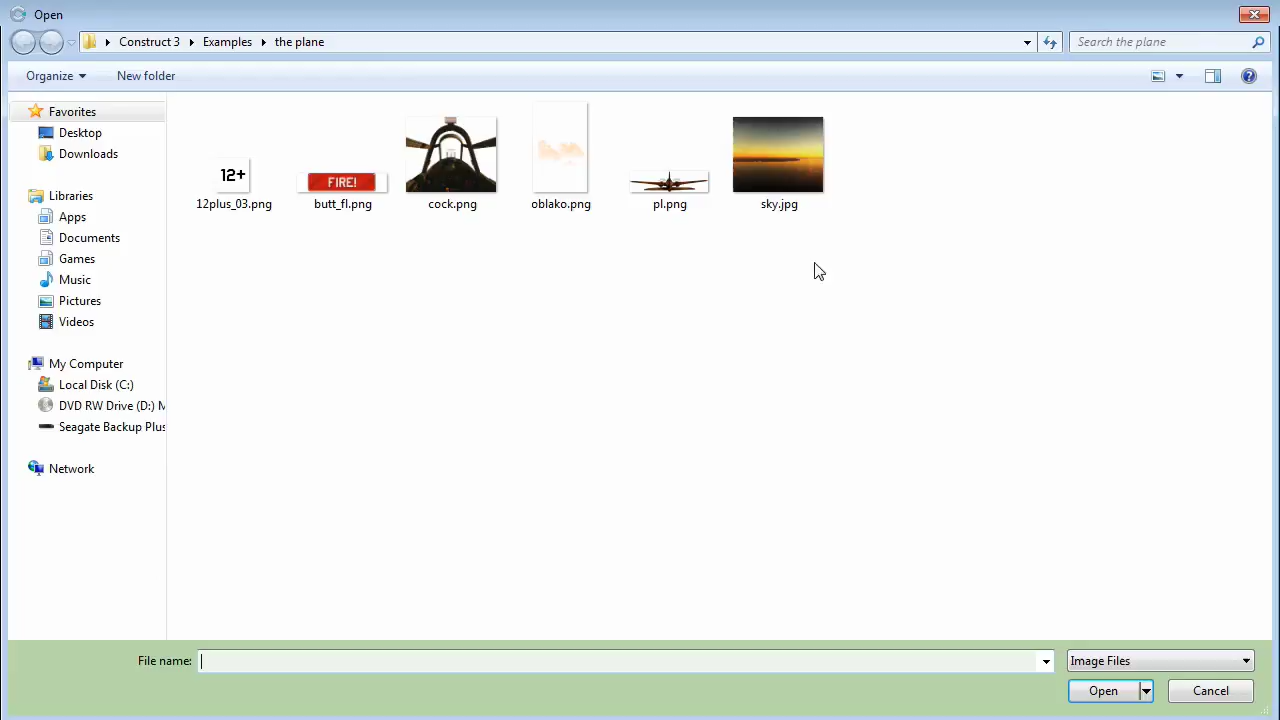 Open
Construct 3 Examples the plane
Search the plane
Organize New folder
Favorites
Desktop
Downloads
Libraries
Apps
Documents
Games
Music
Pictures
Videos
My Computer
Local Disk (C:)
DVD RW Drive (D:) M
Seagate Backup Plus
Network
12+
FIRE!
12plus_03.png butt_fl.png cock.png oblako.png pl.png sky.jpg
File name: Image Files
Open Cancel